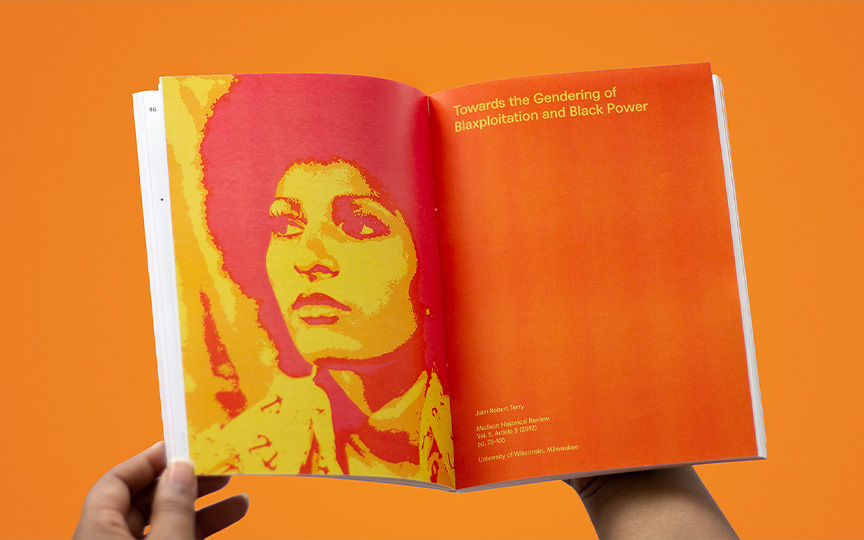 46
Towards the Gendering of
Blaxploitation and Black Power
John Robert Terry
Madison Historical Review
Vol. 9, Article 5 (2012)
pp. 79-105
University of Wisconsin, Milwaukee